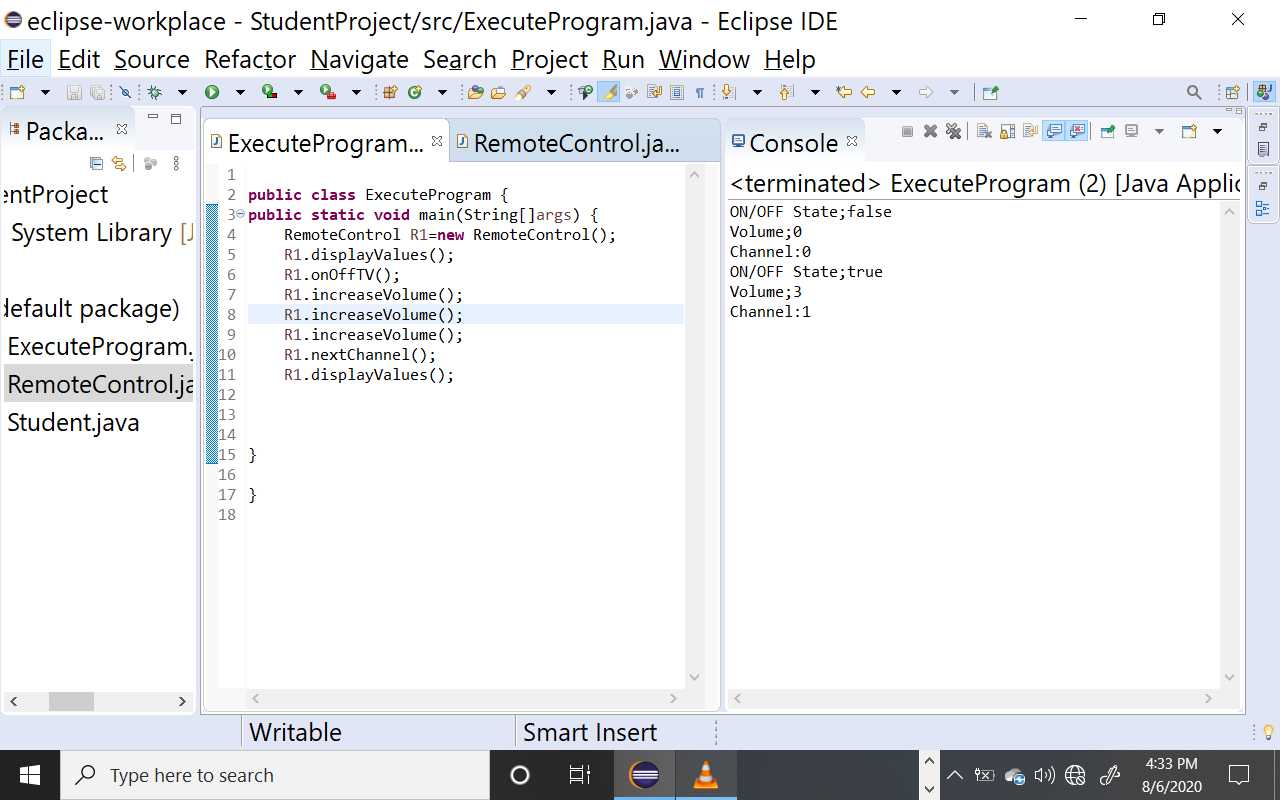 eclipse-workplace - StudentProject/src/ExecuteProgram.java - Eclipse IDE
File Edit Source Refactor Navigate Search Project Run Window Help
Packa...
entProject
System Library [J
default package)
ExecuteProgram.
RemoteControl.ja
Student.java
ExecuteProgram...
RemoteControl.ja...
1
2 public class ExecuteProgram {
3 public static void main(String[]args) {
4     RemoteControl R1=new RemoteControl();
5     R1.displayValues();
6     R1.onOffTV();
7     R1.increaseVolume();
8     R1.increaseVolume();
9     R1.increaseVolume();
10     R1.nextChannel();
11     R1.displayValues();
12
13
14
15 }
16
17 }
18
Console
<terminated> ExecuteProgram (2) [Java Applic
ON/OFF State;false
Volume;0
Channel:0
ON/OFF State;true
Volume;3
Channel:1
Writable
Smart Insert
Type here to search
4:33 PM
8/6/2020